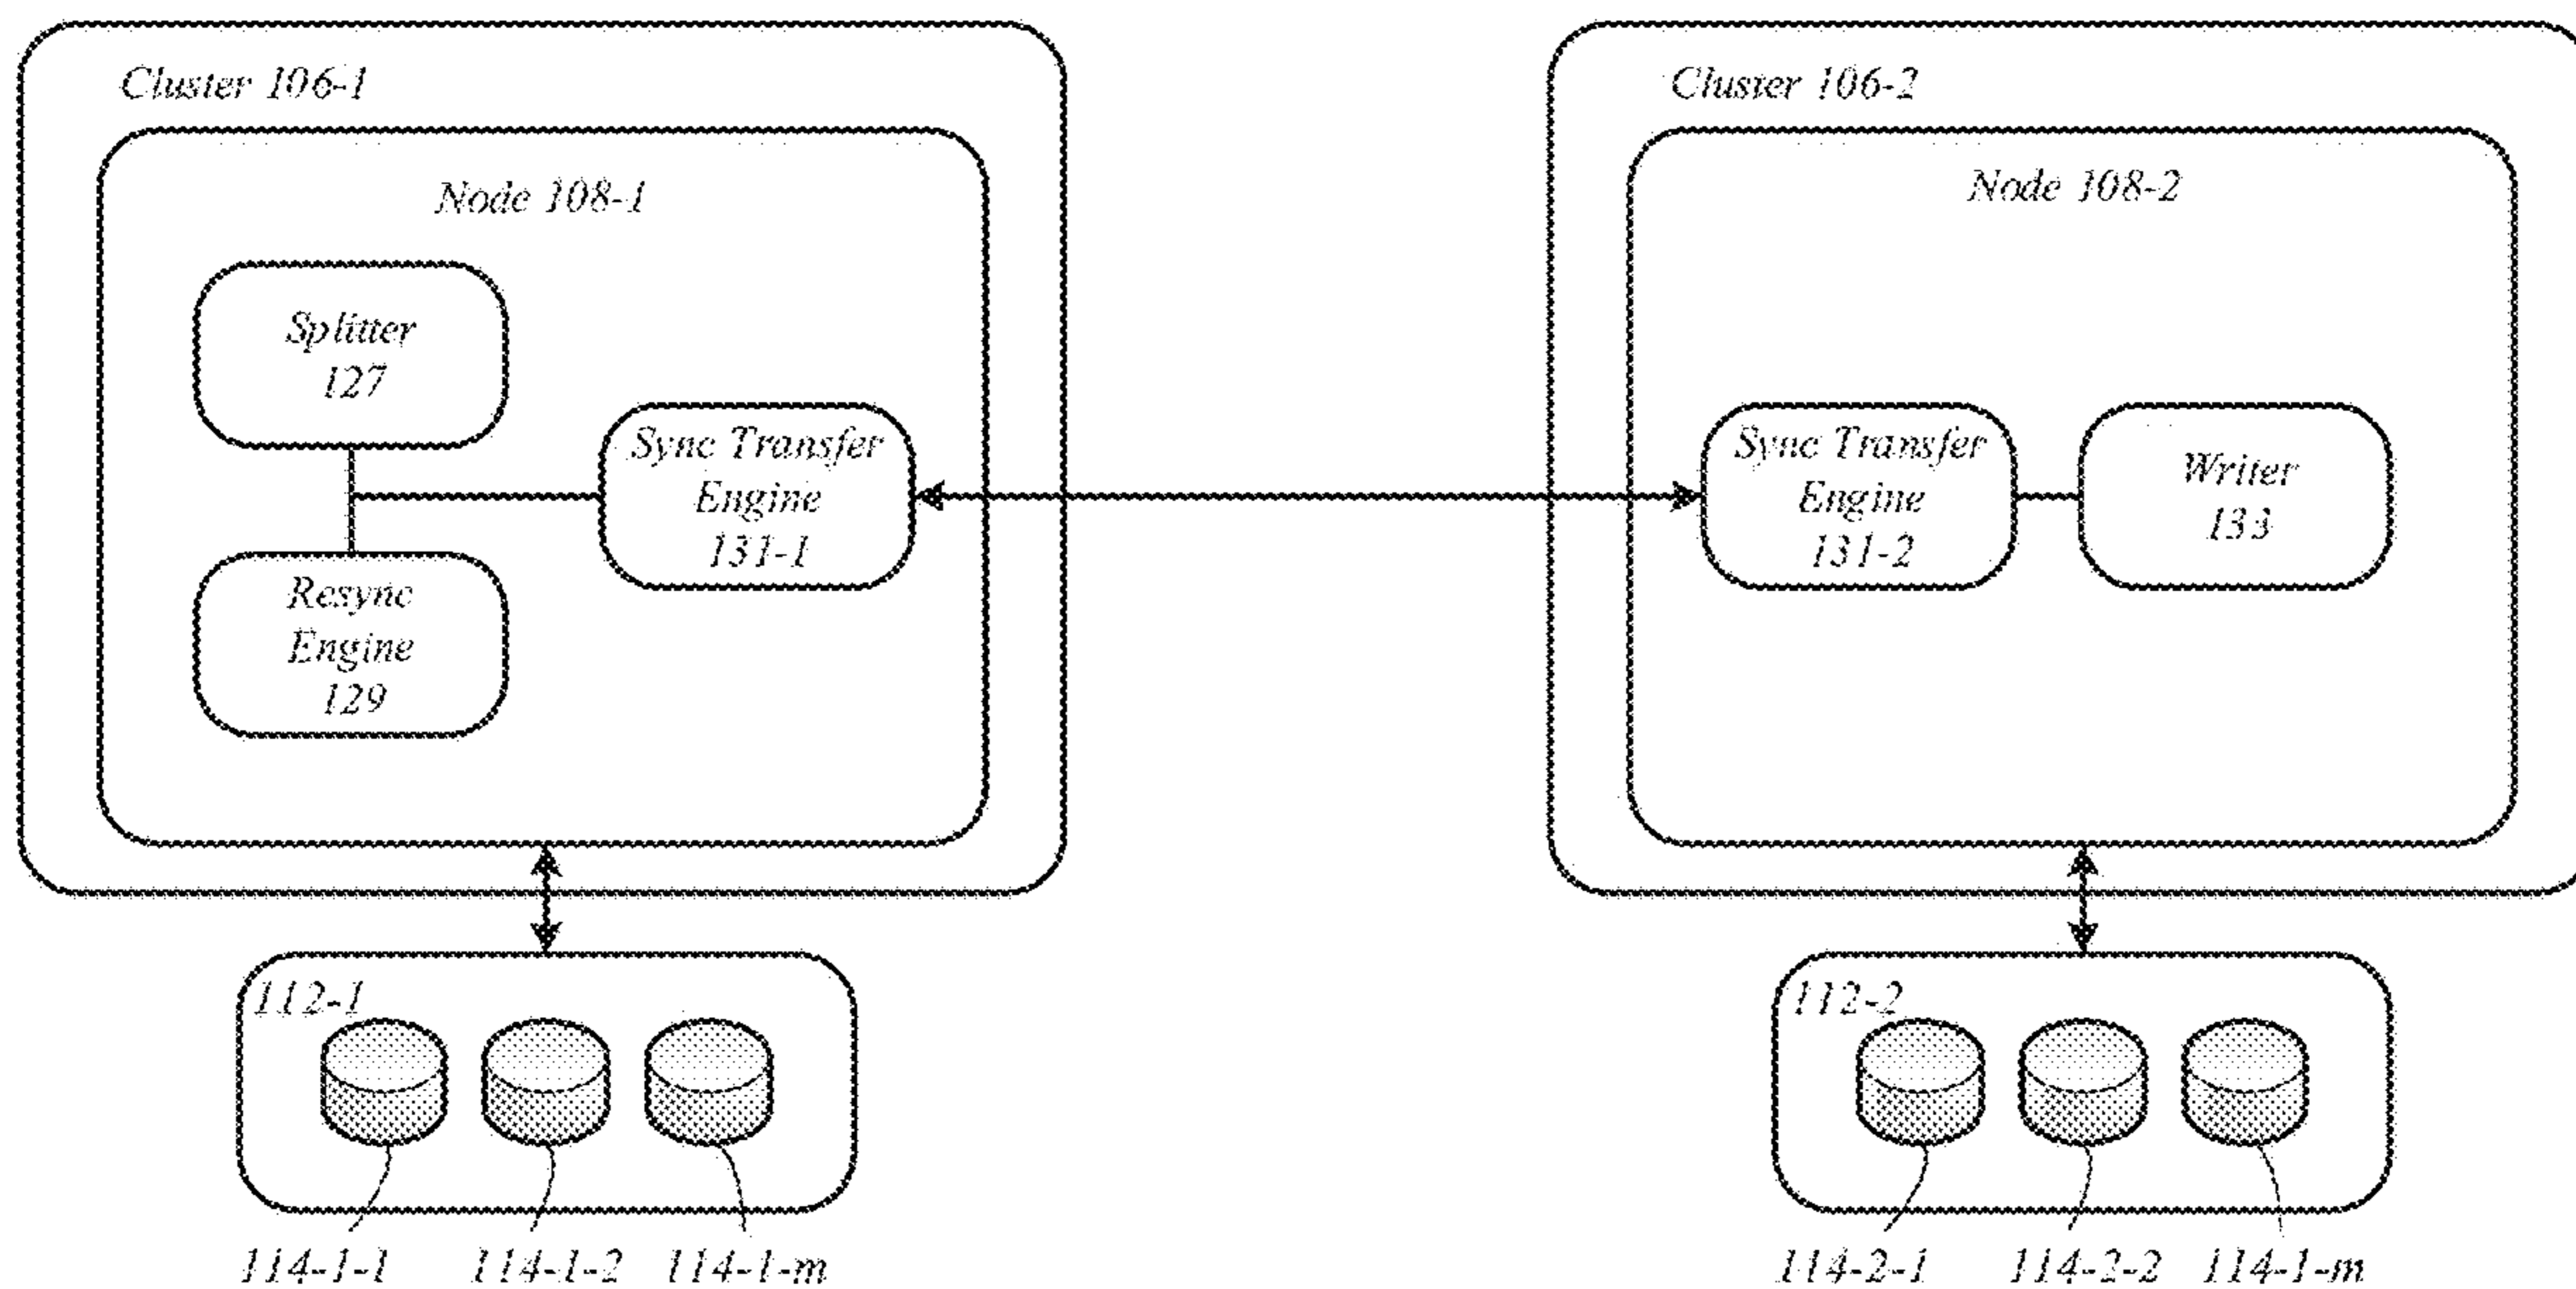 Cluster 106-1
Node 108-1
Splitter
127
Resync
Engine
129
Sync Transfer
Engine
131-1
112-1
114-1-1
114-1-2
114-1-m
Cluster 106-2
Node 108-2
Sync Transfer
Engine
131-2
Writer
133
112-2
114-2-1
114-2-2
114-1-m